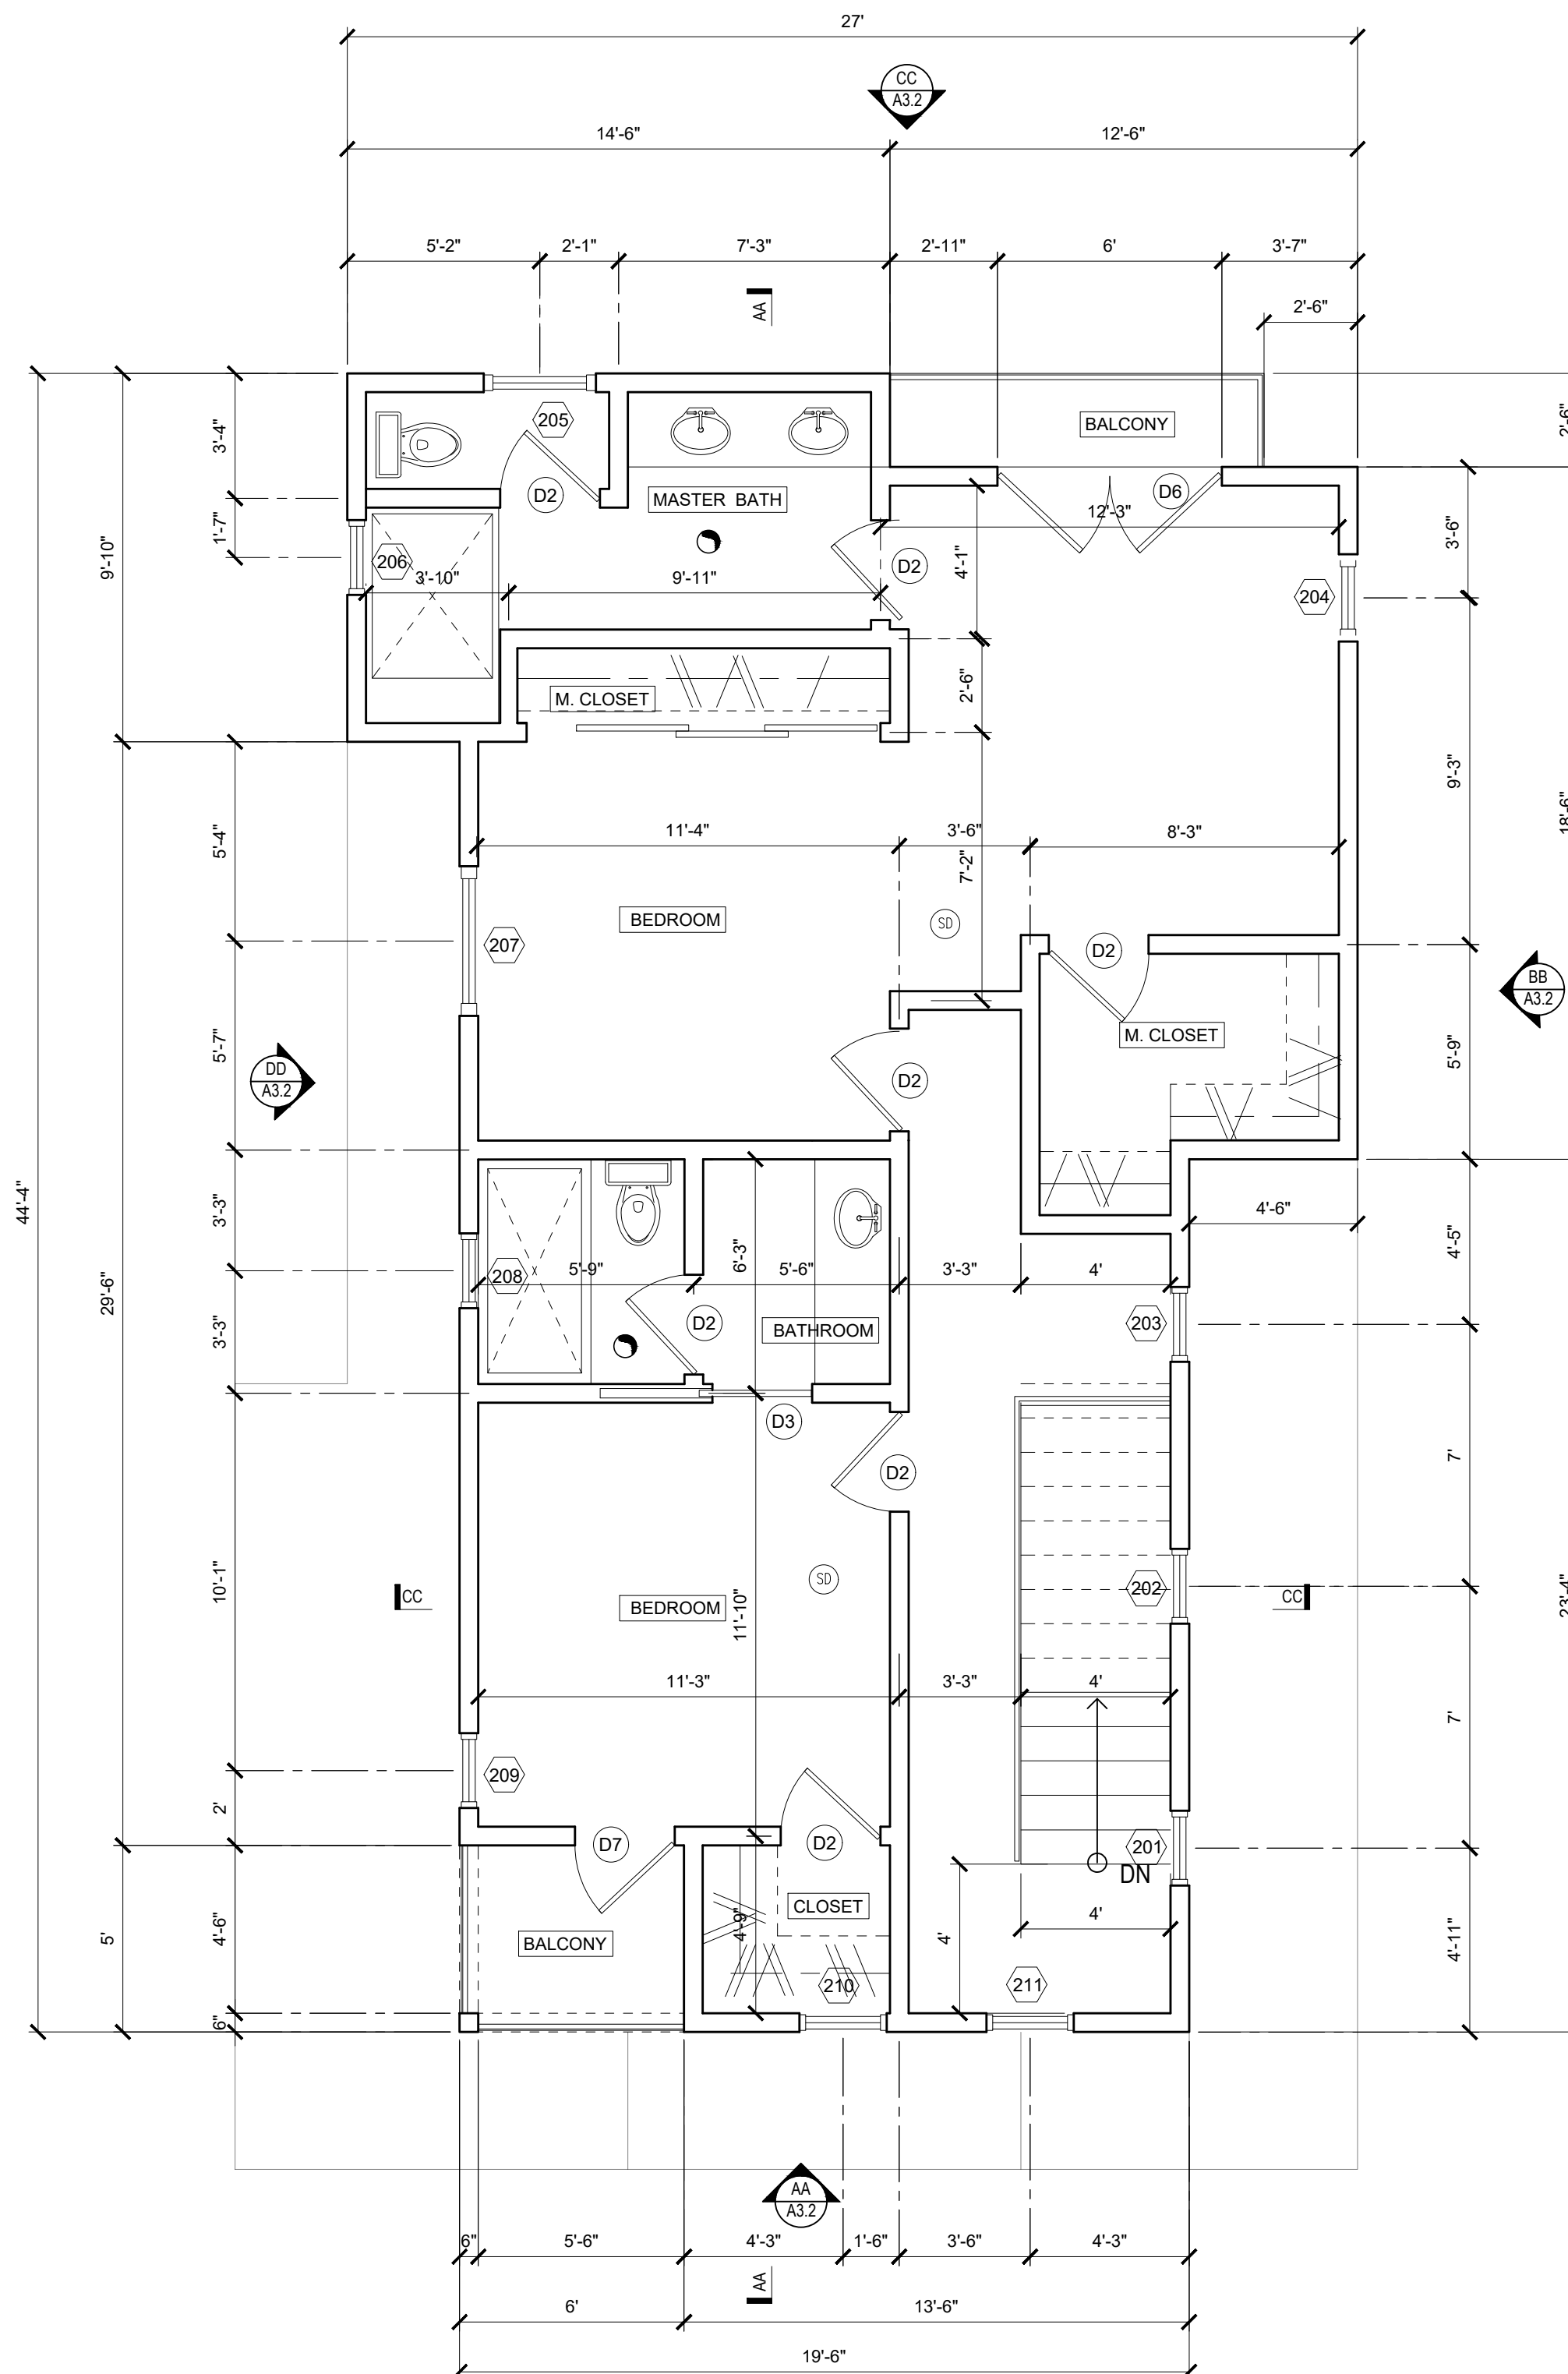 27'
CC
A3.2
14'-6"
12'-6"
5'-2"
2'-1"
7'-3"
2'-11"
6'
3'-7"
AA
2'-6"
205
BALCONY
2'-6"
3'-4"
D2
MASTER BATH
D6
12'-3"
3'-6"
1'-7"
9'-10"
206
3'-10"
9'-11"
D2
4'-1"
204
M. CLOSET
2'-6"
9'-3"
18'-6"
5'-4"
11'-4"
3'-6"
8'-3"
7'-2"
BEDROOM
SD
207
D2
BB
A3.2
M. CLOSET
5'-7"
5'-9"
DD
A3.2
D2
44'-4"
3'-3"
4'-6"
4'-5"
29'-6"
208
5'-9"
6'-3"
5'-6"
3'-3"
4'
3'-3"
D2
BATHROOM
203
D3
7'
D2
10'-1"
SD
CC
BEDROOM
11'-10"
202
CC
23'-4"
11'-3"
3'-3"
4'
7'
209
2'
D7
D2
201
DN
CLOSET
4'-9"
4'
5'
4'-6"
BALCONY
4'
4'-11"
210
211
6"
AA
A3.2
6"
5'-6"
4'-3"
1'-6"
3'-6"
4'-3"
AA
6'
13'-6"
19'-6"